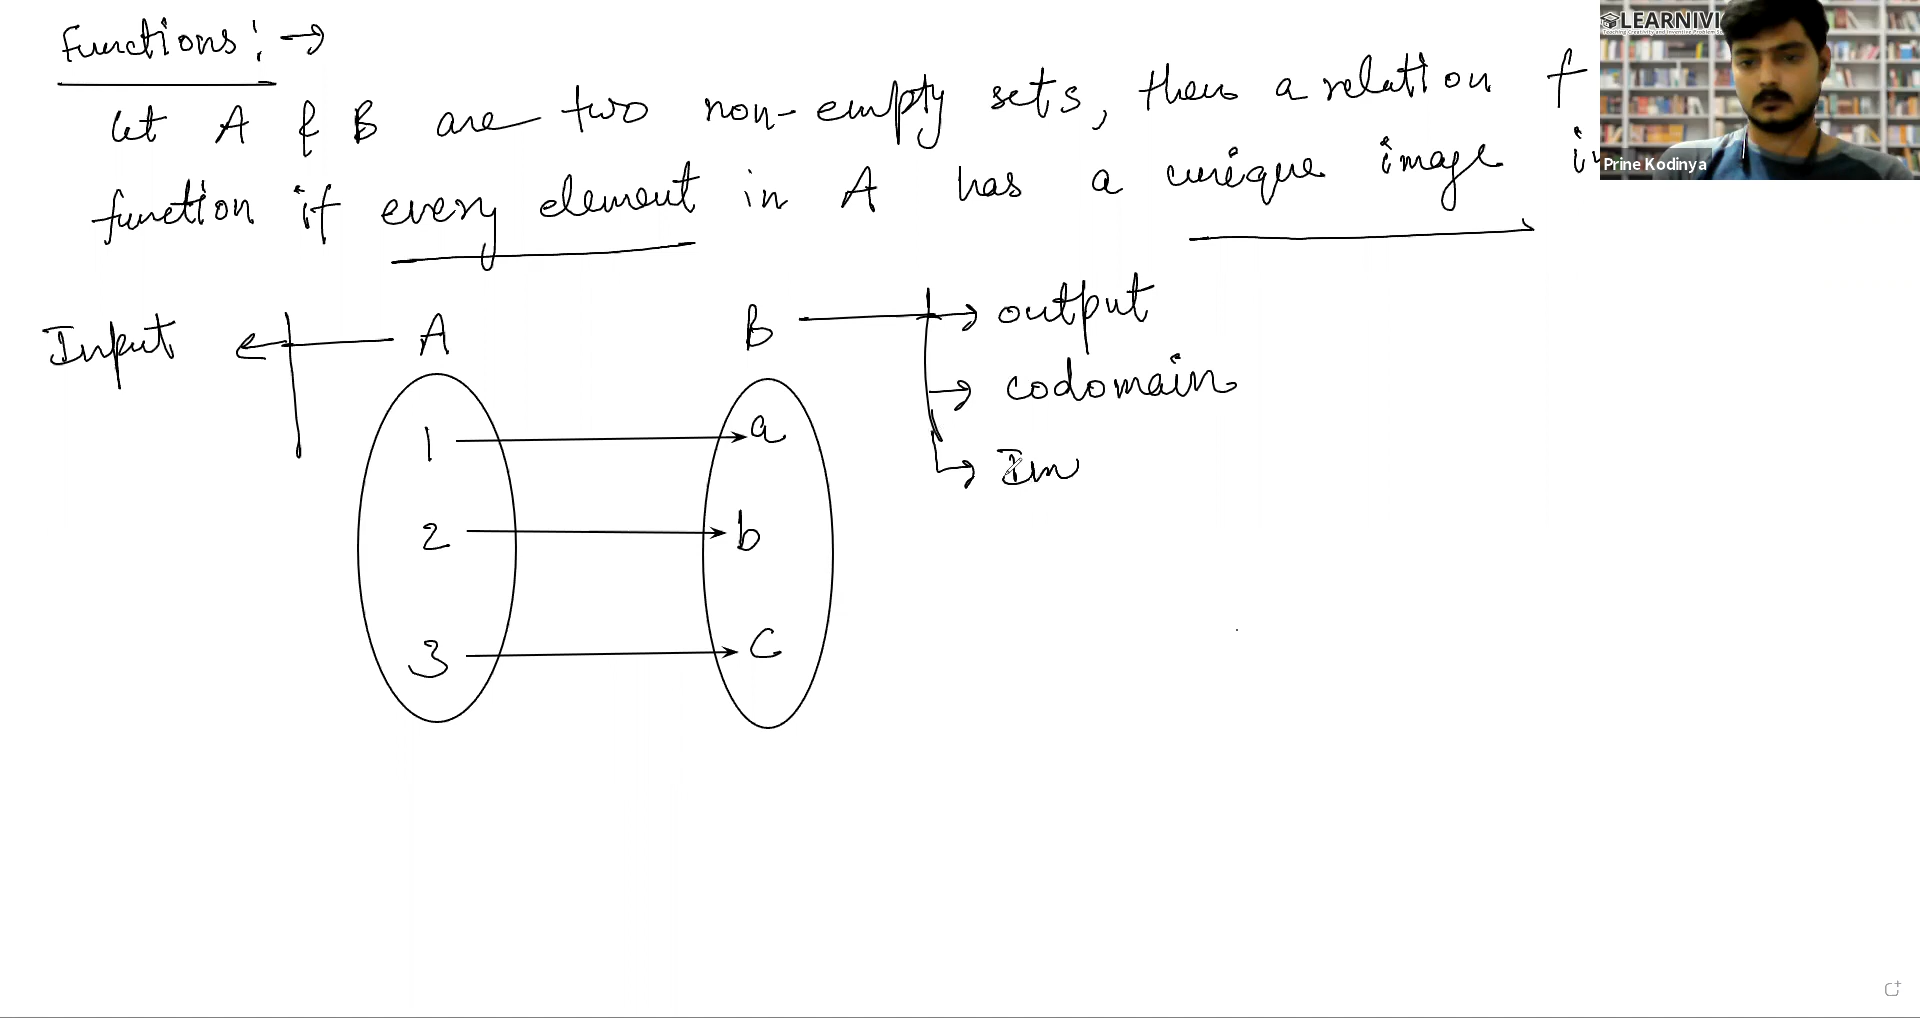 Functions: →
let A & B are two non-empty sets, then a relation f
function if every element in A has a unique image
Input ← A
B → output
→ codomain
→ Im
1 → a
2 → b
3 → c
LEARNIVI
Prine Kodinya